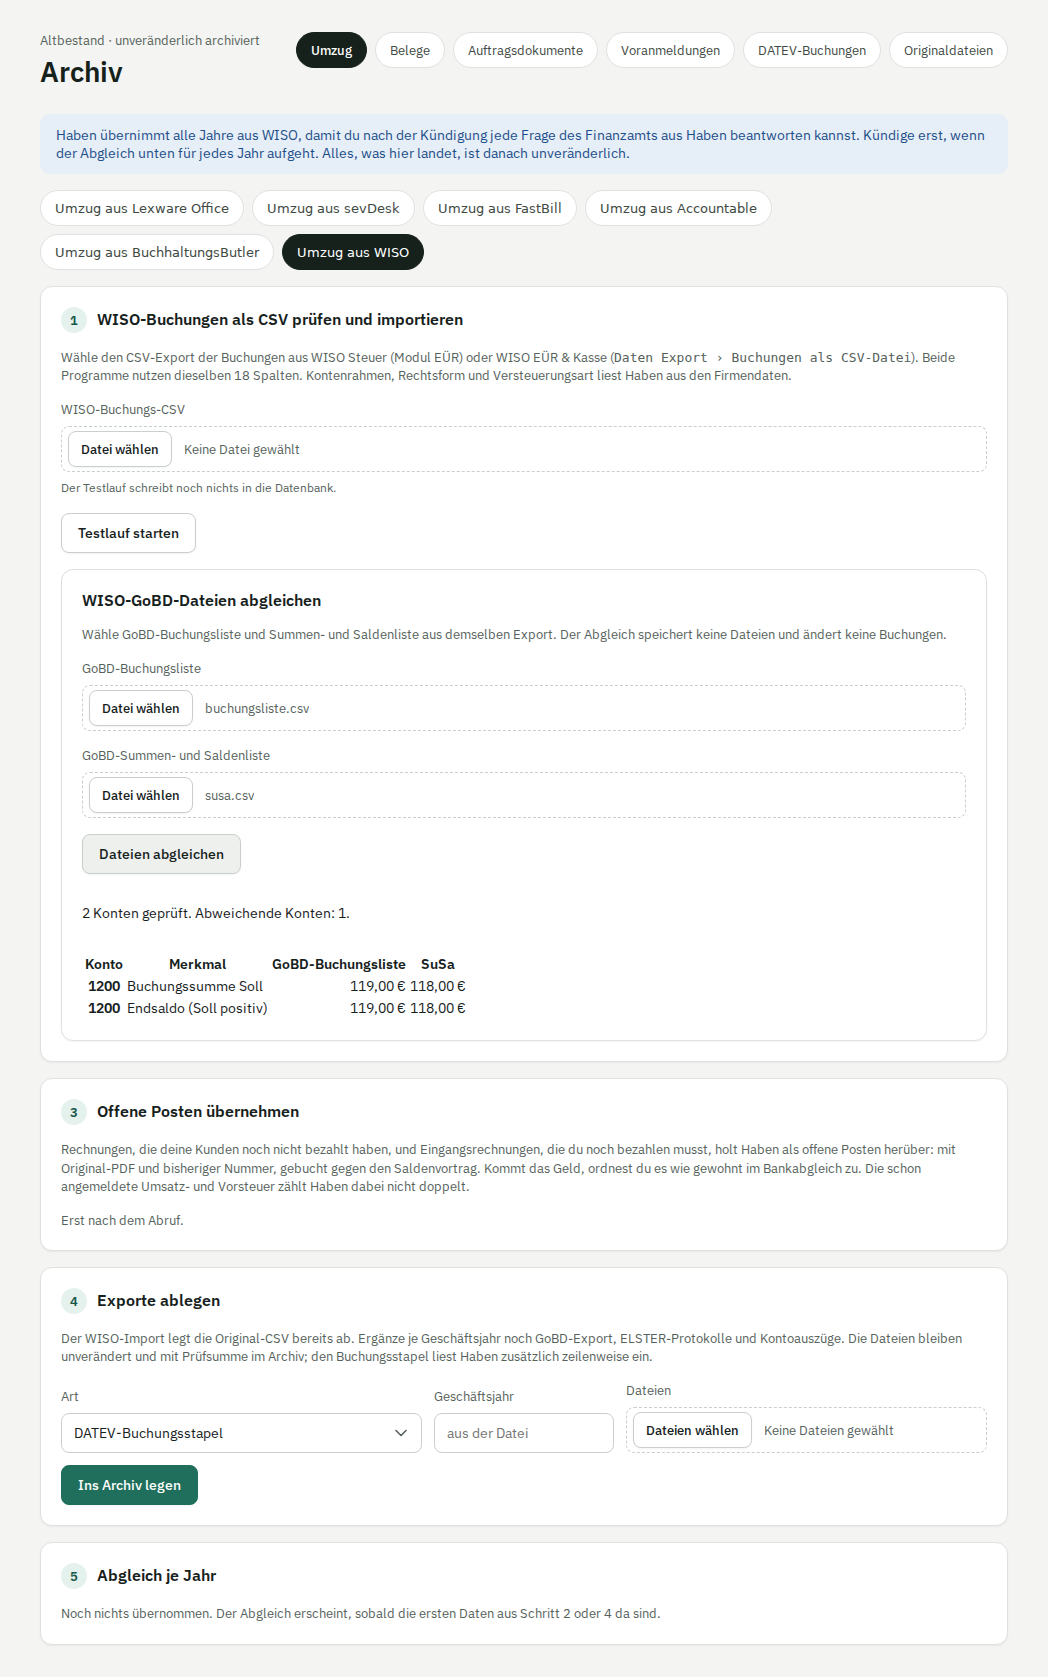 Altbestand · unveränderlich archiviert
Archiv
Umzug
Belege
Auftragsdokumente
Voranmeldungen
DATEV-Buchungen
Originaldateien
Haben übernimmt alle Jahre aus WISO, damit du nach der Kündigung jede Frage des Finanzamts aus Haben beantworten kannst. Kündige erst, wenn
der Abgleich unten für jedes Jahr aufgeht. Alles, was hier landet, ist danach unveränderlich.
Umzug aus Lexware Office
Umzug aus sevDesk
Umzug aus FastBill
Umzug aus Accountable
Umzug aus BuchhaltungsButler
Umzug aus WISO
1 WISO-Buchungen als CSV prüfen und importieren
Wähle den CSV-Export der Buchungen aus WISO Steuer (Modul EÜR) oder WISO EÜR & Kasse (Daten Export › Buchungen als CSV-Datei). Beide
Programme nutzen dieselben 18 Spalten. Kontenrahmen, Rechtsform und Versteuerungsart liest Haben aus den Firmendaten.
WISO-Buchungs-CSV
Datei wählen Keine Datei gewählt
Der Testlauf schreibt noch nichts in die Datenbank.
Testlauf starten
WISO-GoBD-Dateien abgleichen
Wähle GoBD-Buchungsliste und Summen- und Saldenliste aus demselben Export. Der Abgleich speichert keine Dateien und ändert keine Buchungen.
GoBD-Buchungsliste
Datei wählen buchungsliste.csv
GoBD-Summen- und Saldenliste
Datei wählen susa.csv
Dateien abgleichen
2 Konten geprüft. Abweichende Konten: 1.
Konto Merkmal GoBD-Buchungsliste SuSa
1200 Buchungssumme Soll 119,00 € 118,00 €
1200 Endsaldo (Soll positiv) 119,00 € 118,00 €
3 Offene Posten übernehmen
Rechnungen, die deine Kunden noch nicht bezahlt haben, und Eingangsrechnungen, die du noch bezahlen musst, holt Haben als offene Posten herüber: mit
Original-PDF und bisheriger Nummer, gebucht gegen den Saldenvortrag. Kommt das Geld, ordnest du es wie gewohnt im Bankabgleich zu. Die schon
angemeldete Umsatz- und Vorsteuer zählt Haben dabei nicht doppelt.
Erst nach dem Abruf.
4 Exporte ablegen
Der WISO-Import legt die Original-CSV bereits ab. Ergänze je Geschäftsjahr noch GoBD-Export, ELSTER-Protokolle und Kontoauszüge. Die Dateien bleiben
unverändert und mit Prüfsumme im Archiv; den Buchungsstapel liest Haben zusätzlich zeilenweise ein.
Art
Geschäftsjahr
Dateien
DATEV-Buchungsstapel
aus der Datei
Dateien wählen Keine Dateien gewählt
Ins Archiv legen
5 Abgleich je Jahr
Noch nichts übernommen. Der Abgleich erscheint, sobald die ersten Daten aus Schritt 2 oder 4 da sind.